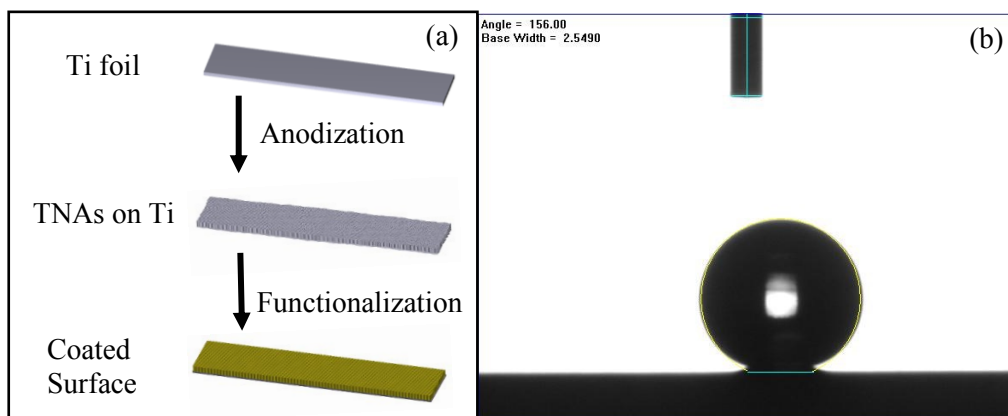 (a)
Ti foil
Anodization
TNAs on Ti
Functionalization
Coated
Surface
Angle = 156.00
Base Width = 2.5490
(b)